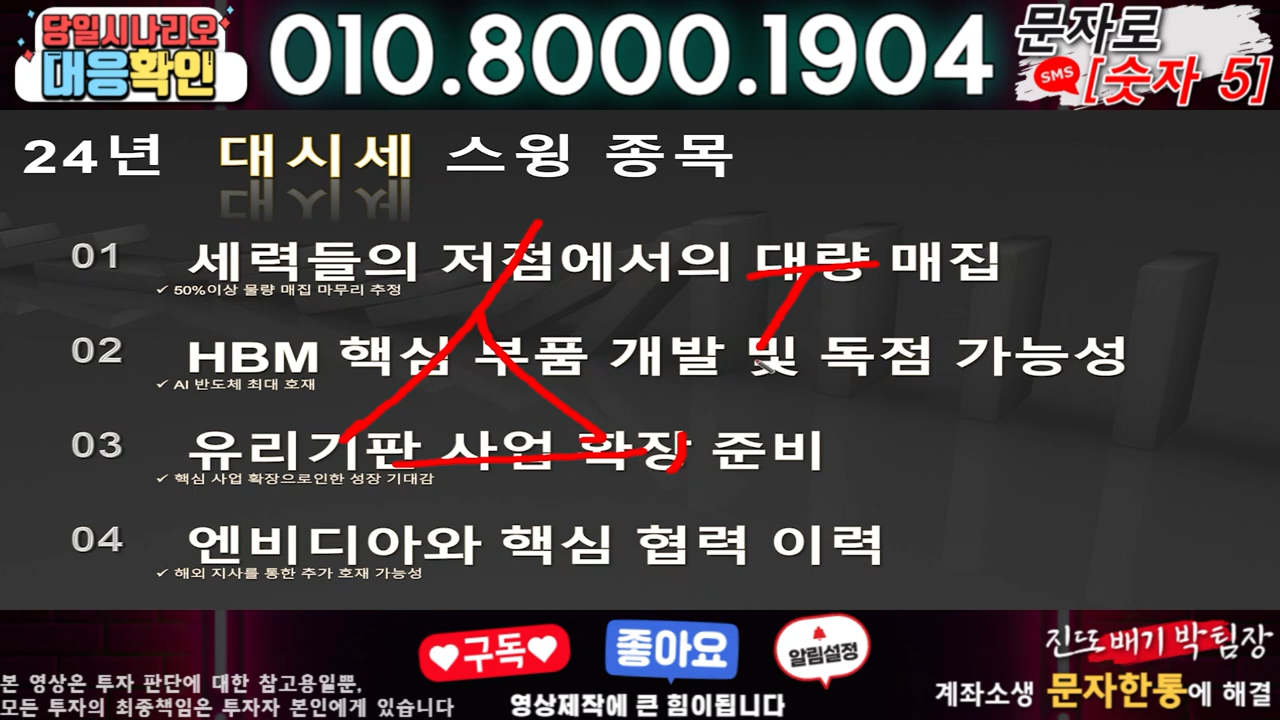 당일시나리오
대응확인
010.8000.1904
문자로
SMS [숫자 5]
24년 대시세 스윙 종목
01 세력들의 저점에서의 대량 매집
✓ 50%이상 물량 매집 마무리 추정
02 HBM 핵심 부품 개발 및 독점 가능성
✓ AI 반도체 최대 호재
03 유리기판 사업 확장 준비
✓ 핵심 사업 확장으로인한 성장 기대감
04 엔비디아와 핵심 협력 이력
✓ 해외 지사를 통한 추가 호재 가능성
구독 좋아요 알림설정
영상제작에 큰 힘이됩니다
본 영상은 투자 판단에 대한 참고용일뿐,
모든 투자의 최종책임은 투자자 본인에게 있습니다
진또배기 박팀장
계좌소생 문자한통에 해결